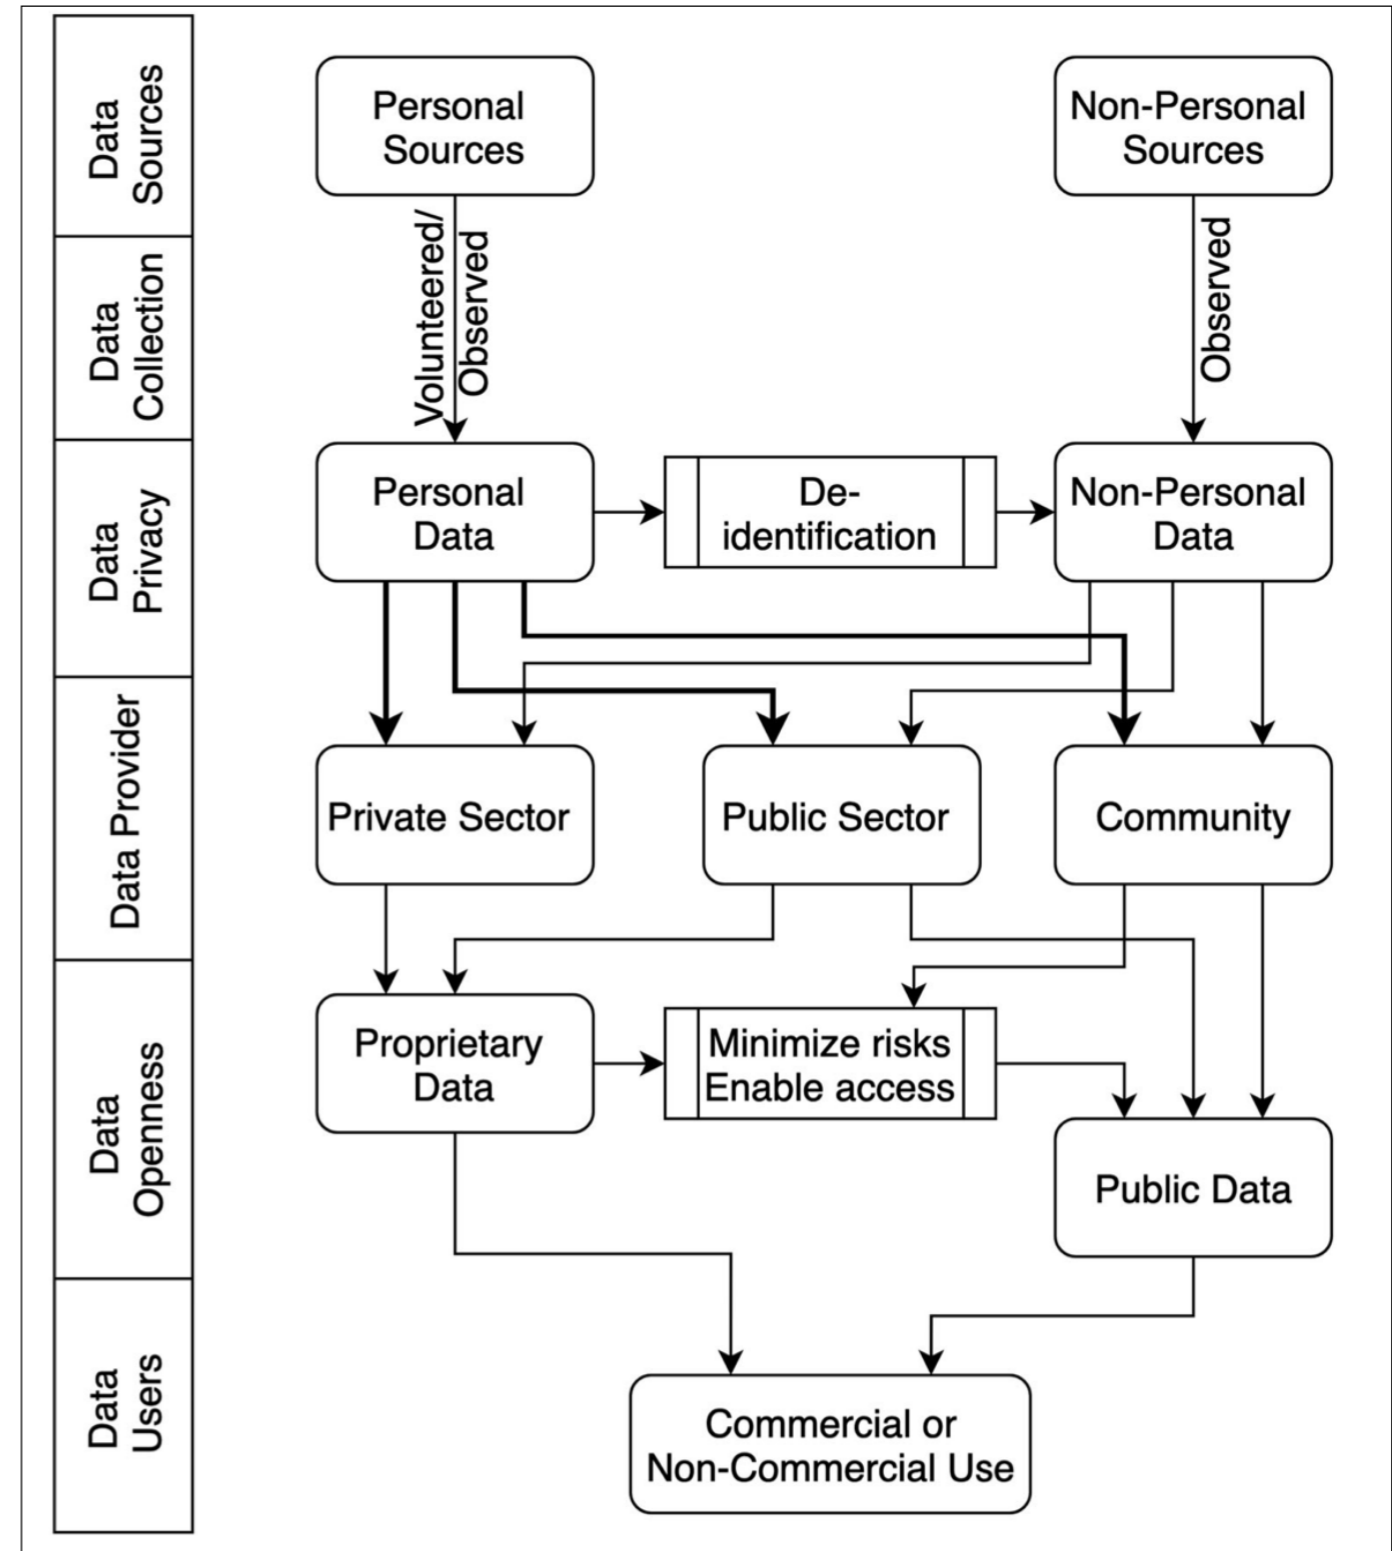 Data
Sources
Personal
Sources
Non-Personal
Sources
Data
Collection
Volunteered/
Observed
Observed
Data
Privacy
Personal
Data
De-
identification
Non-Personal
Data
Data Provider
Private Sector
Public Sector
Community
Data
Openness
Proprietary
Data
Minimize risks
Enable access
Public Data
Data
Users
Commercial or
Non-Commercial Use